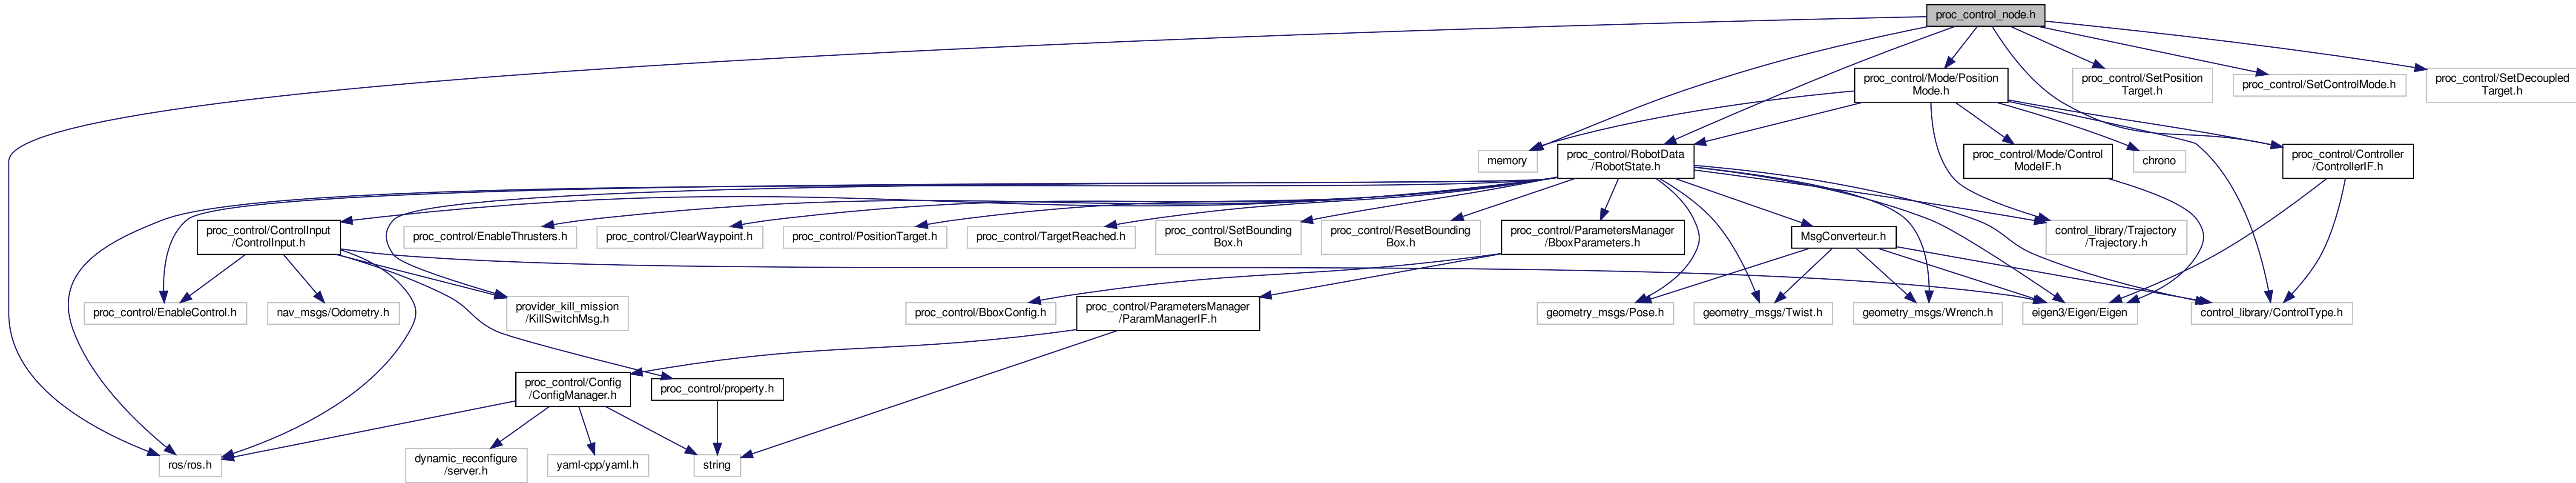 proc_control_node.h
proc_control/Mode/Position
Mode.h
proc_control/SetPosition
Target.h
proc_control/SetControlMode.h
proc_control/SetDecoupled
Target.h
memory
proc_control/RobotData
/RobotState.h
proc_control/Mode/Control
ModeIF.h
chrono
proc_control/Controller
/ControllerIF.h
proc_control/ControlInput
/ControlInput.h
proc_control/EnableThrusters.h
proc_control/ClearWaypoint.h
proc_control/PositionTarget.h
proc_control/TargetReached.h
proc_control/SetBounding
Box.h
proc_control/ResetBounding
Box.h
proc_control/ParametersManager
/BboxParameters.h
MsgConverteur.h
control_library/Trajectory
/Trajectory.h
proc_control/EnableControl.h
nav_msgs/Odometry.h
provider_kill_mission
/KillSwitchMsg.h
proc_control/BboxConfig.h
proc_control/ParametersManager
/ParamManagerIF.h
geometry_msgs/Pose.h
geometry_msgs/Twist.h
geometry_msgs/Wrench.h
eigen3/Eigen/Eigen
control_library/ControlType.h
proc_control/Config
/ConfigManager.h
proc_control/property.h
ros/ros.h
dynamic_reconfigure
/server.h
yaml-cpp/yaml.h
string